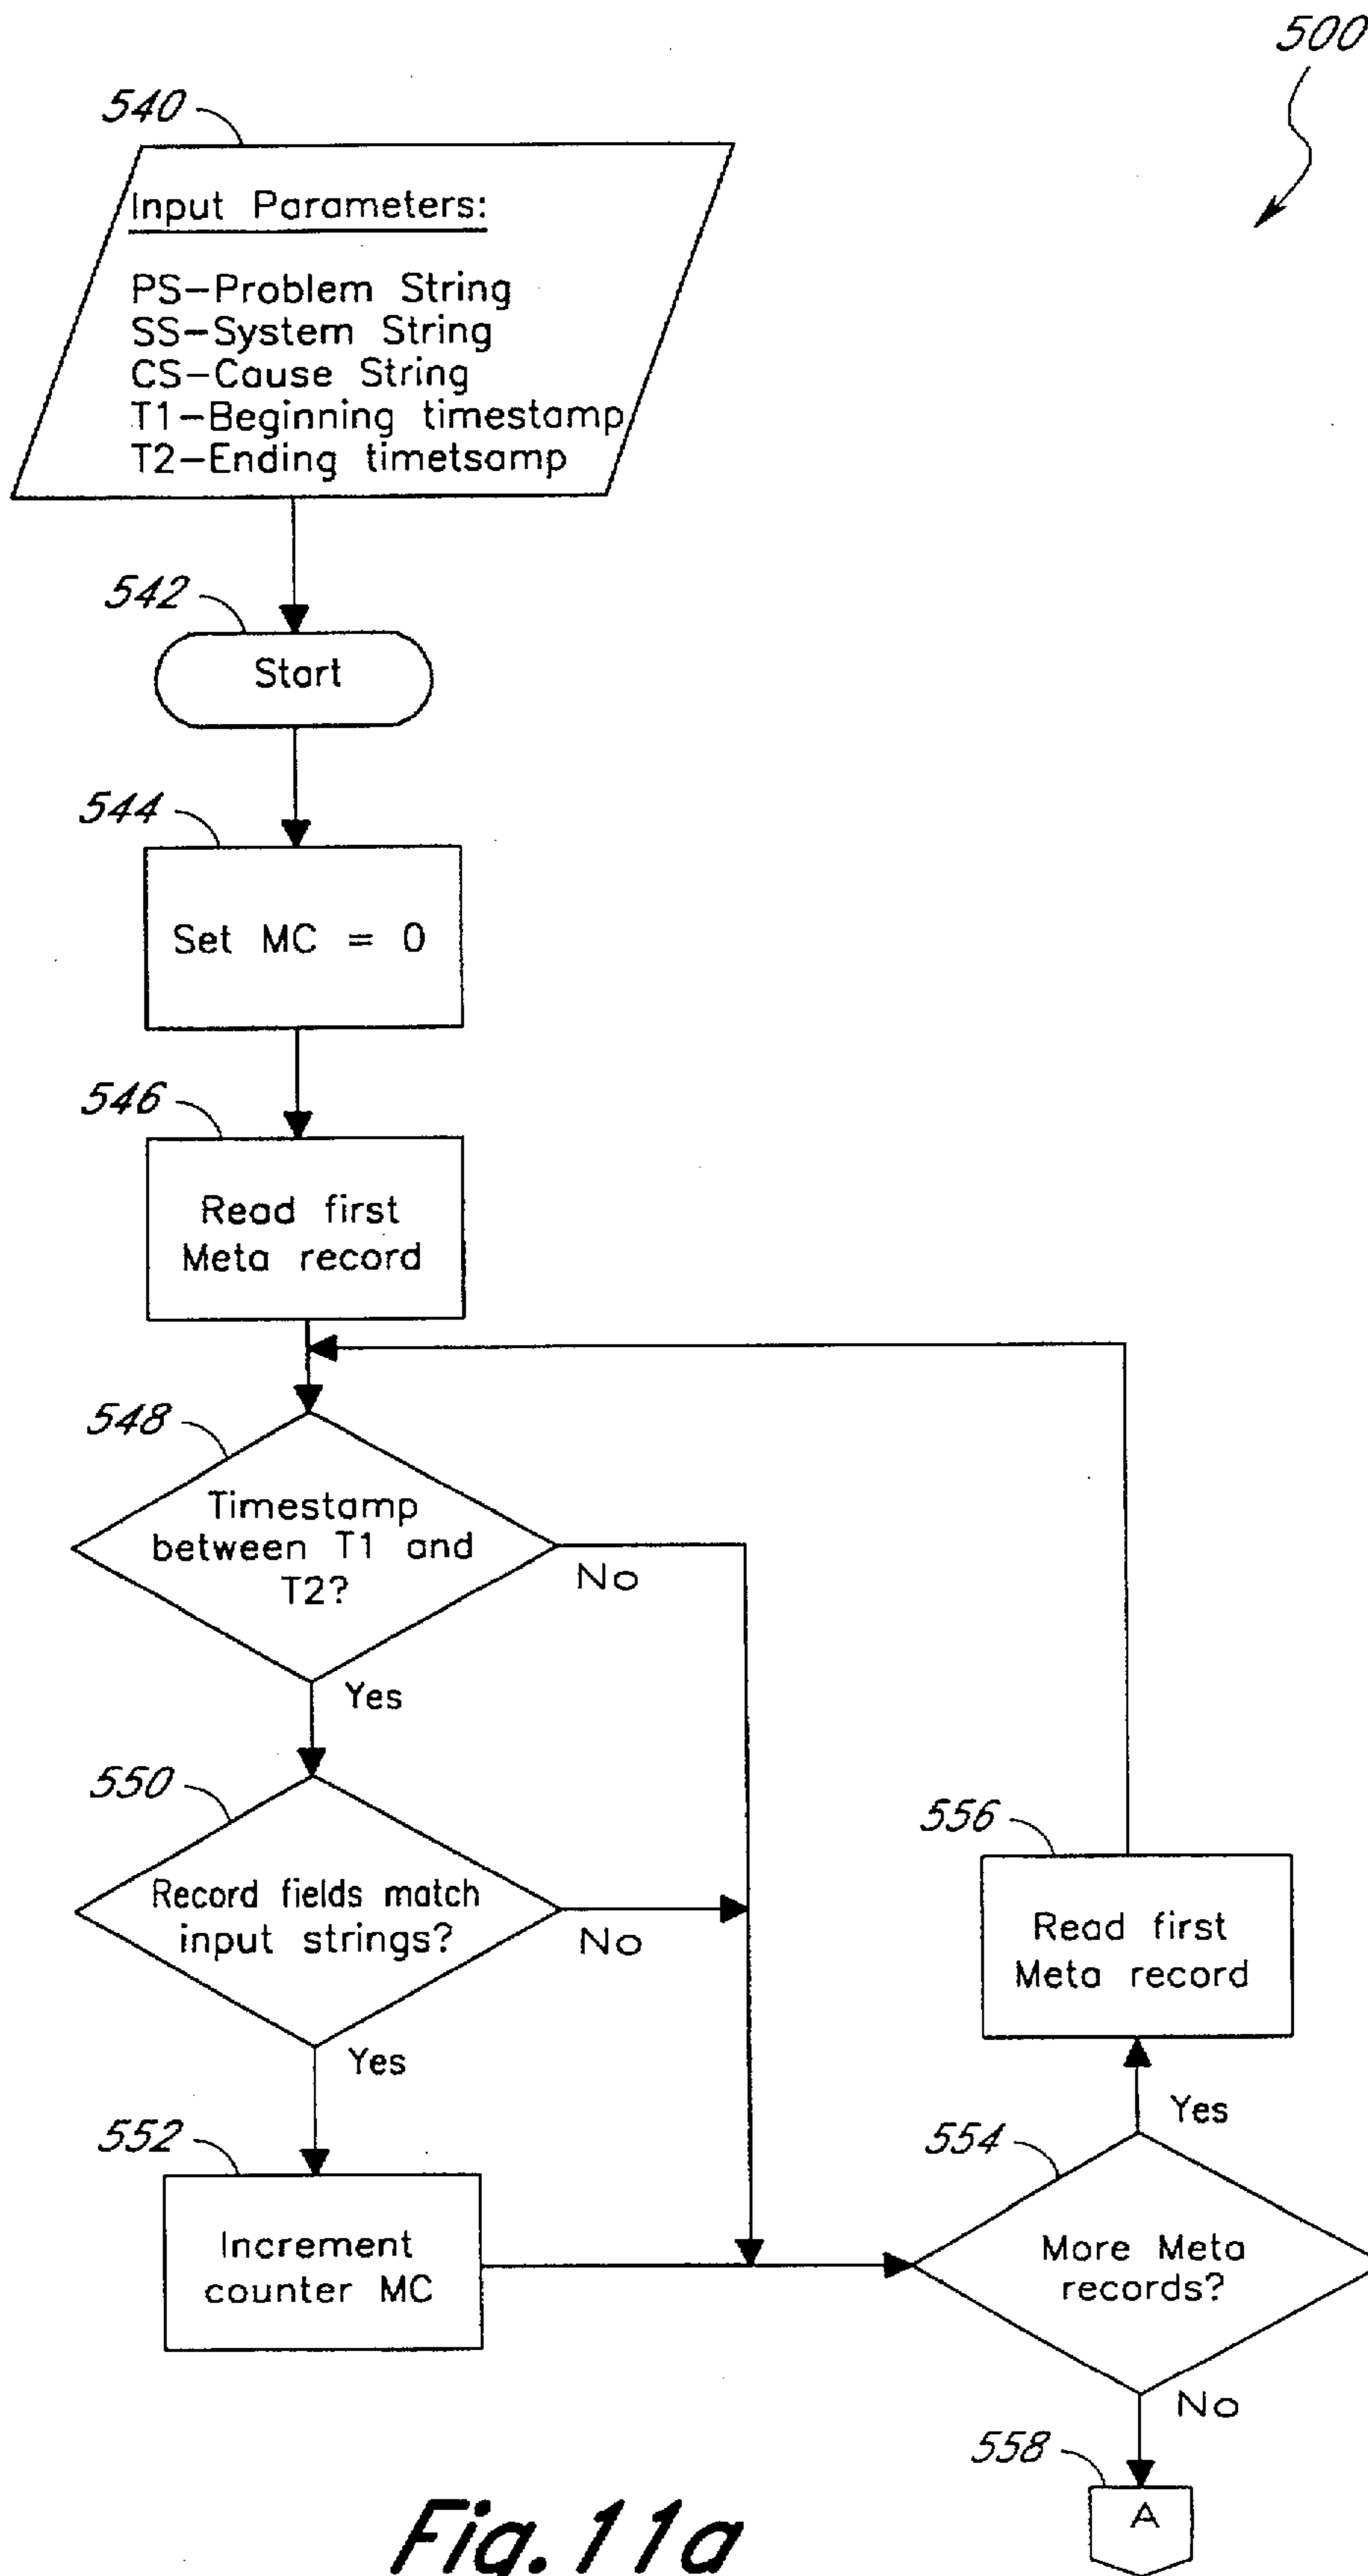 500
540
Input Parameters:
PS-Problem String
SS-System String
CS-Cause String
T1-Beginning timestamp
T2-Ending timetsamp
542
Start
544
Set MC = 0
546
Read first
Meta record
548
Timestamp
between T1 and
T2?
No
Yes
550
Record fields match
input strings?
No
Yes
552
Increment
counter MC
556
Read first
Meta record
Yes
554
More Meta
records?
No
558
A
Fig. 11a